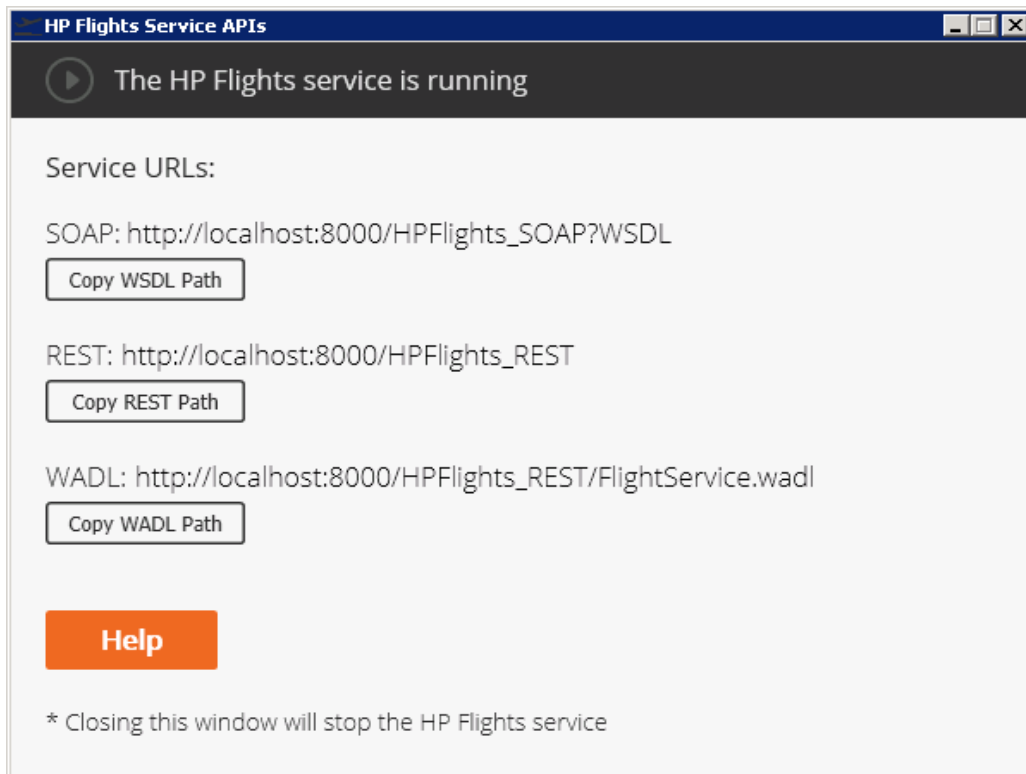 HP Flights Service APIs
The HP Flights service is running
Service URLs:
SOAP: http://localhost:8000/HPFlights_SOAP?WSDL
Copy WSDL Path
REST: http://localhost:8000/HPFlights_REST
Copy REST Path
WADL: http://localhost:8000/HPFlights_REST/FlightService.wadl
Copy WADL Path
Help
* Closing this window will stop the HP Flights service